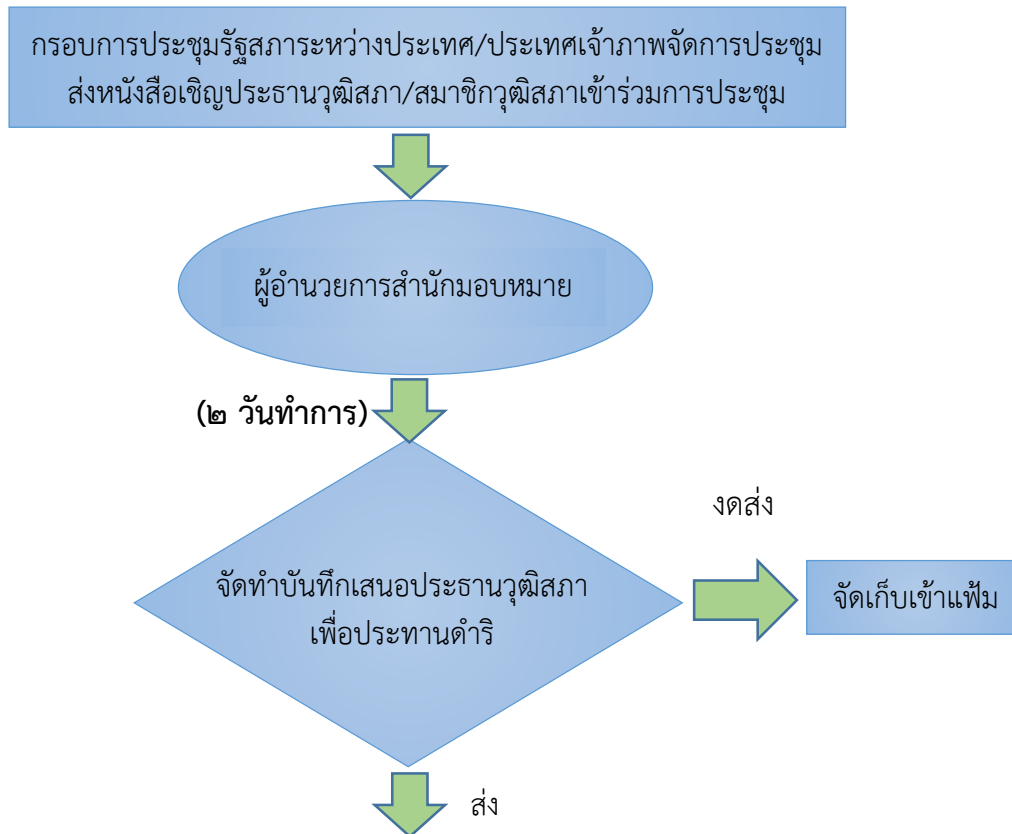 กรอบการประชุมรัฐสภาระหว่างประเทศ/ประเทศเจ้าภาพจัดการประชุม
ส่งหนังสือเชิญประธานวุฒิสภา/สมาชิกวุฒิสภาเข้าร่วมการประชุม
ผู้อำนวยการสำนักมอบหมาย
(๒ วันทำการ)
งดส่ง
จัดทำบันทึกเสนอประธานวุฒิสภา
เพื่อประทานดำริ
จัดเก็บเข้าแฟ้ม
ส่ง